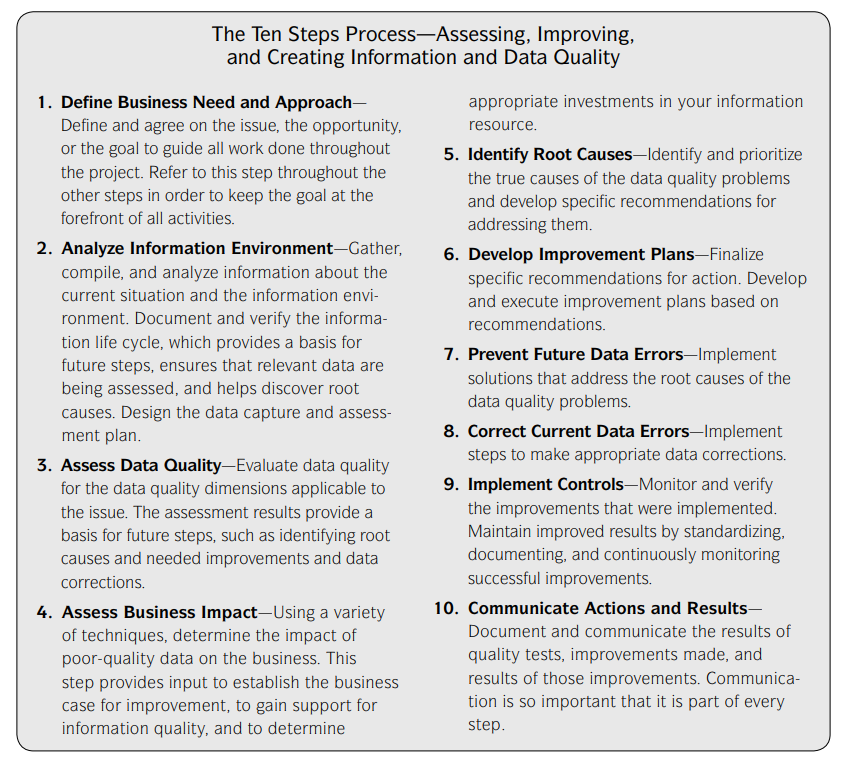 The Ten Steps Process—Assessing, Improving,
and Creating Information and Data Quality
1. Define Business Need and Approach—
Define and agree on the issue, the opportunity,
or the goal to guide all work done throughout
the project. Refer to this step throughout the
other steps in order to keep the goal at the
forefront of all activities.
2. Analyze Information Environment—Gather,
compile, and analyze information about the
current situation and the information envi-
ronment. Document and verify the informa-
tion life cycle, which provides a basis for
future steps, ensures that relevant data are
being assessed, and helps discover root
causes. Design the data capture and assess-
ment plan.
3. Assess Data Quality—Evaluate data quality
for the data quality dimensions applicable to
the issue. The assessment results provide a
basis for future steps, such as identifying root
causes and needed improvements and data
corrections.
4. Assess Business Impact—Using a variety
of techniques, determine the impact of
poor-quality data on the business. This
step provides input to establish the business
case for improvement, to gain support for
information quality, and to determine
appropriate investments in your information
resource.
5. Identify Root Causes—Identify and prioritize
the true causes of the data quality problems
and develop specific recommendations for
addressing them.
6. Develop Improvement Plans—Finalize
specific recommendations for action. Develop
and execute improvement plans based on
recommendations.
7. Prevent Future Data Errors—Implement
solutions that address the root causes of the
data quality problems.
8. Correct Current Data Errors—Implement
steps to make appropriate data corrections.
9. Implement Controls—Monitor and verify
the improvements that were implemented.
Maintain improved results by standardizing,
documenting, and continuously monitoring
successful improvements.
10. Communicate Actions and Results—
Document and communicate the results of
quality tests, improvements made, and
results of those improvements. Communica-
tion is so important that it is part of every
step.